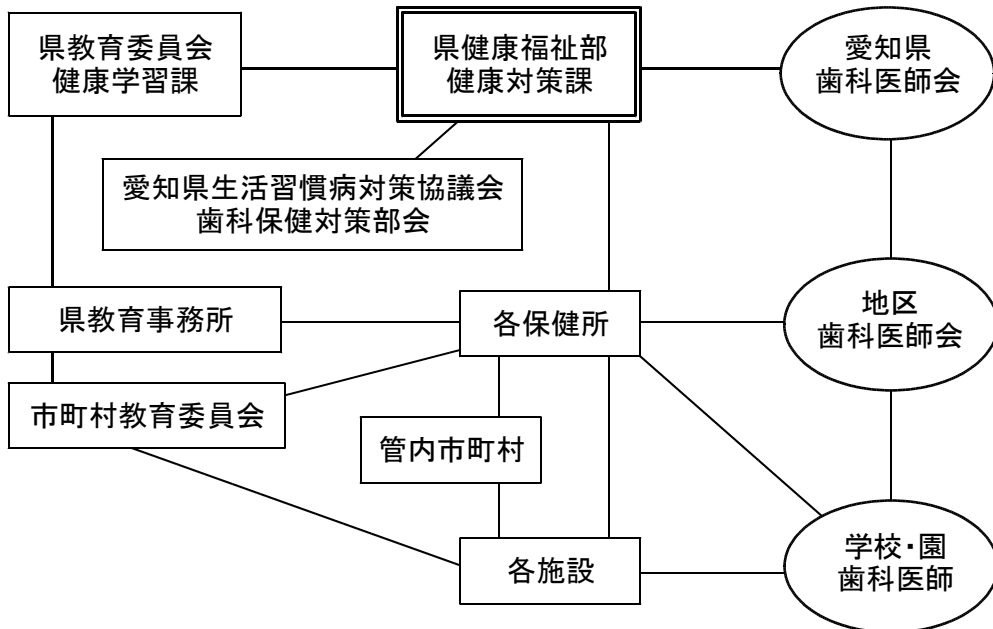 県教育委員会
健康学習課
県健康福祉部
健康対策課
愛知県
歯科医師会
愛知県生活習慣病対策協議会
歯科保健対策部会
県教育事務所
各保健所
地区
歯科医師会
市町村教育委員会
管内市町村
各施設
学校・園
歯科医師